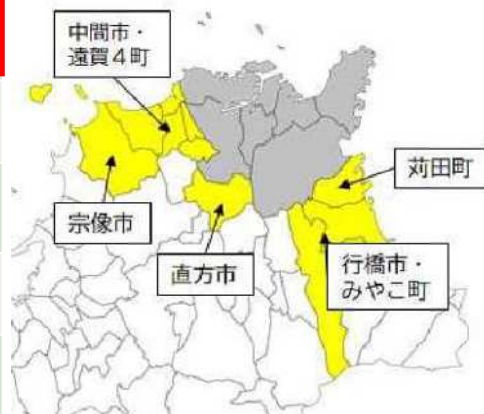 中間市・
遠賀４町
苅田町
宗像市
直方市
行橋市・
みやこ町